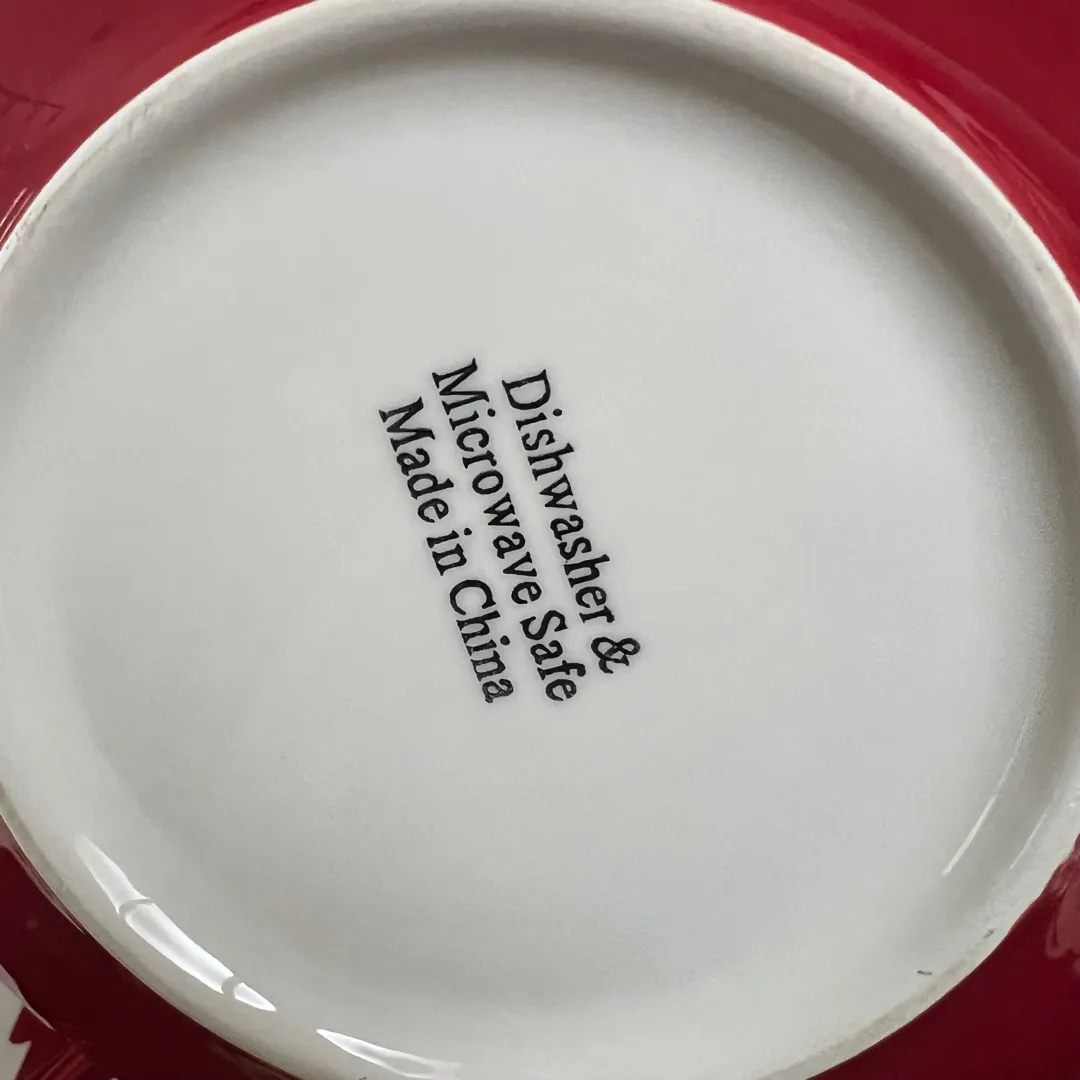 Dishwasher &
Microwave Safe
Made in China